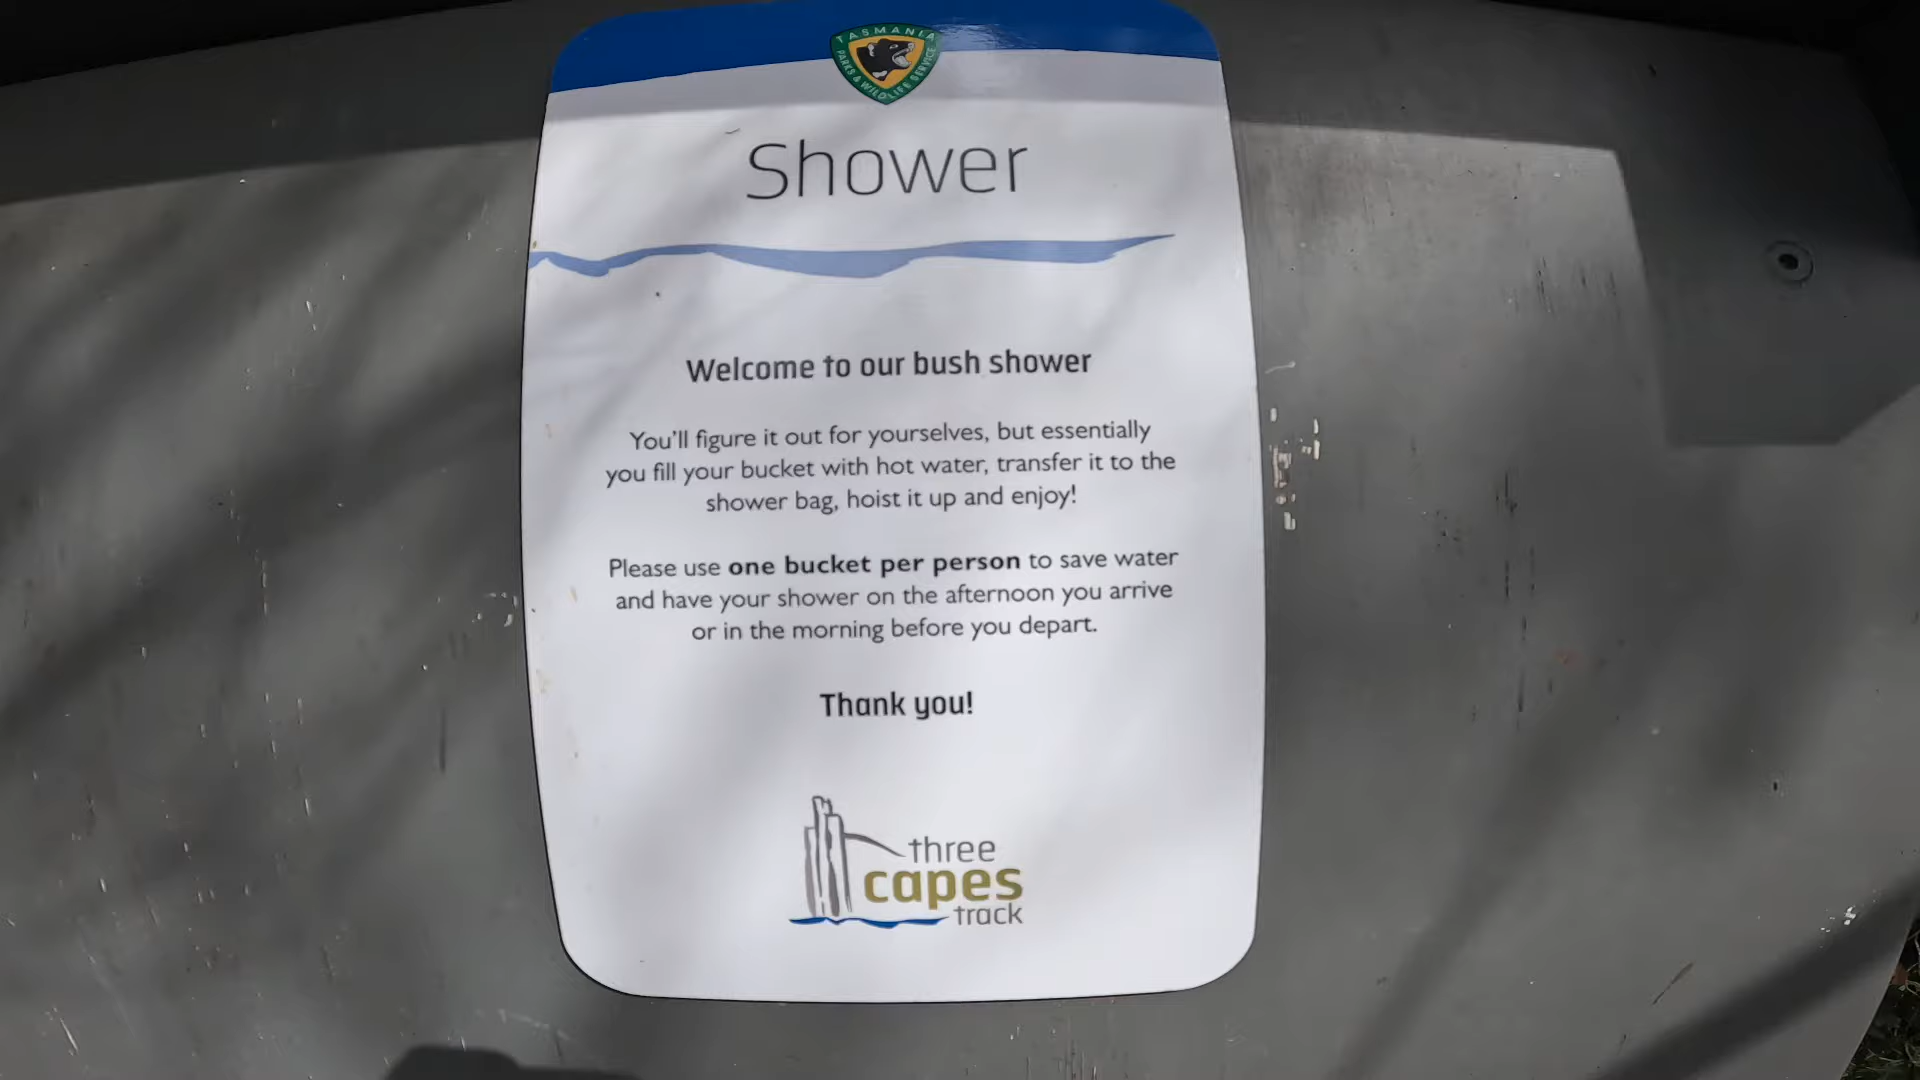 TASMANIA
PARKS & WILDLIFE SERVICE
Shower
Welcome to our bush shower
You'll figure it out for yourselves, but essentially
you fill your bucket with hot water, transfer it to the
shower bag, hoist it up and enjoy!
Please use one bucket per person to save water
and have your shower on the afternoon you arrive
or in the morning before you depart.
Thank you!
three
capes
track